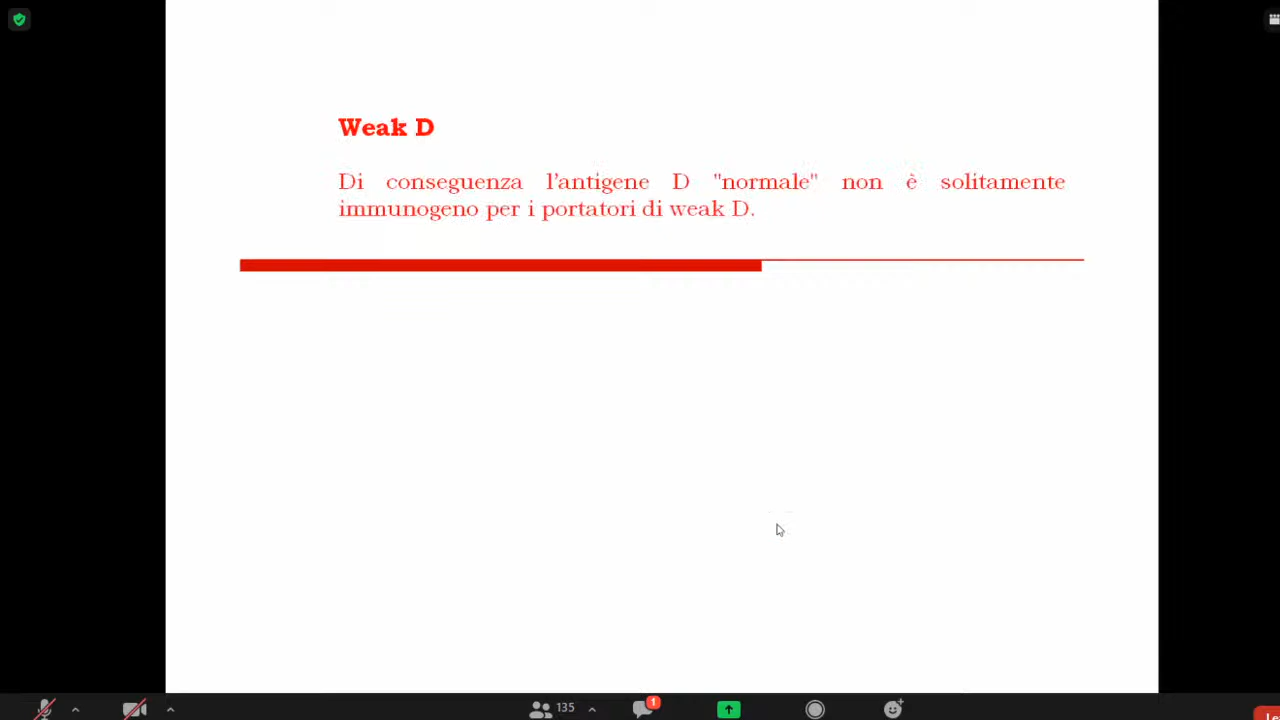 Weak D
Di conseguenza l'antigene D "normale" non è solitamente
immunogeno per i portatori di weak D.
135
1